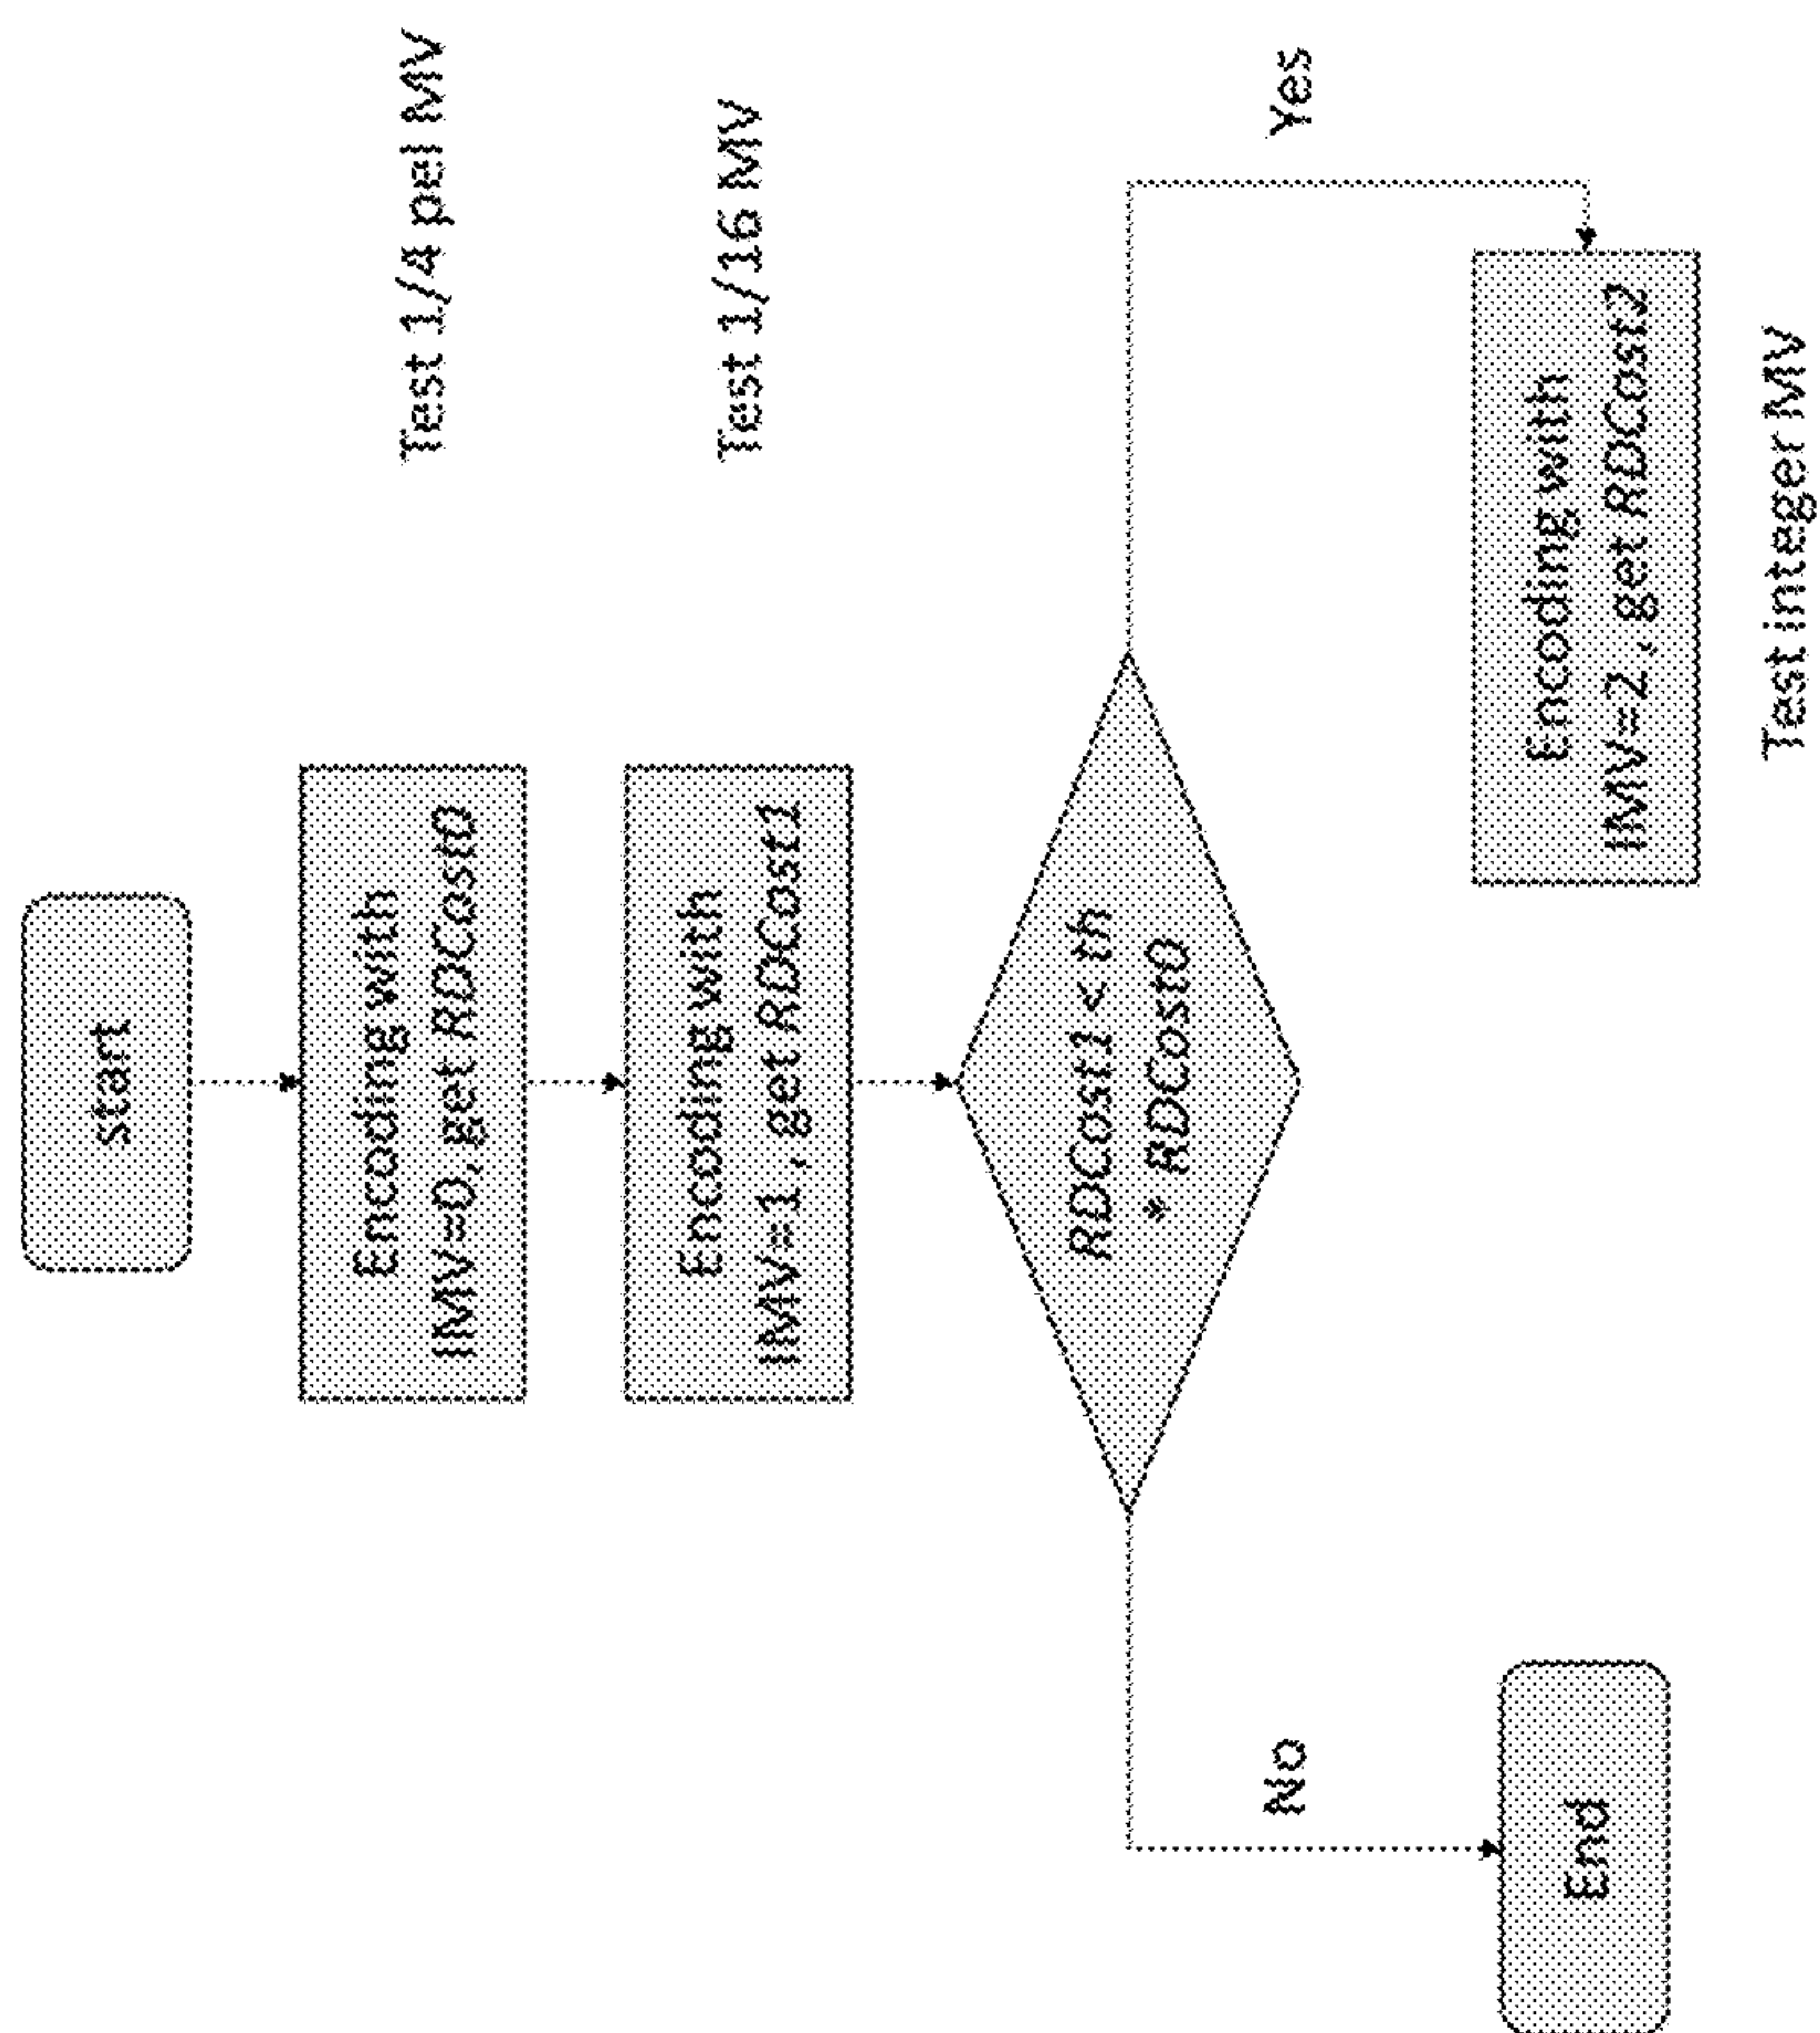 start
Encoding with
IMV=0, get RDCost0
Test 1/4 pel MV
Encoding with
IMV=1 , get RDCost1
Test 1/16 MV
RDCost1 < th
* RDCost0
No
Yes
End
Encoding with
IMV=2 , get RDCost2
Test integer MV